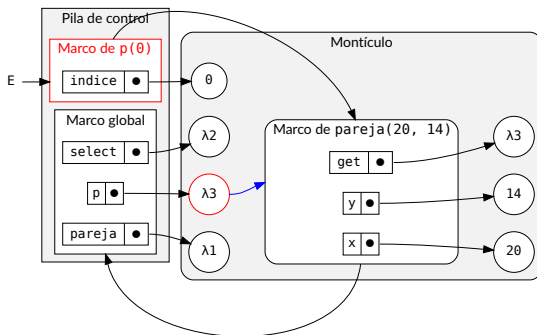 Pila de control
Marco de p(0)
indice
E
Marco global
select
p
pareja
Montículo
0
λ2
λ3
λ1
Marco de pareja(20, 14)
get
y
x
λ3
14
20